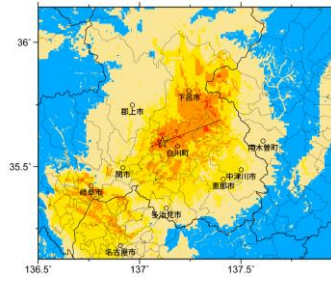 36°
下呂市
郡上市
南木曽町
白川町
35.5°
関市
中津川市
岐阜市
恵那市
多治見市
名古屋市
136.5°
137°
137.5°